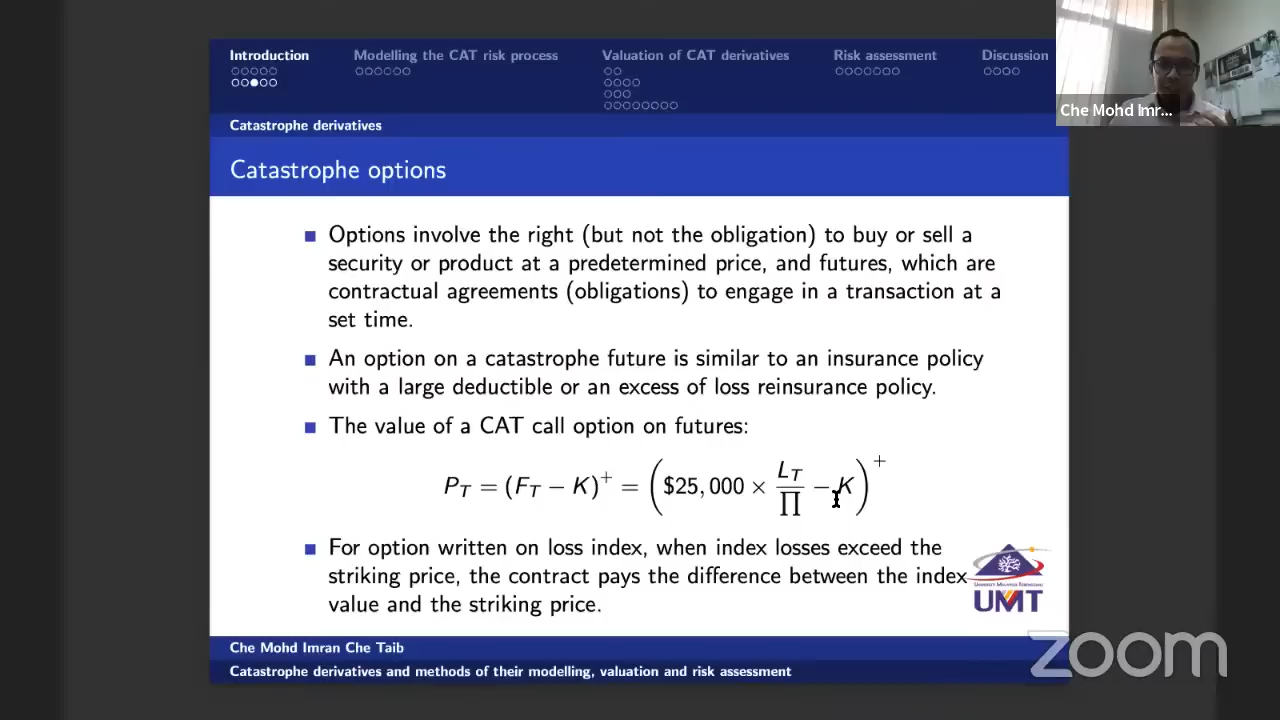 Introduction
Modelling the CAT risk process
Valuation of CAT derivatives
Risk assessment
Discussion
Che Mohd Imr...
Catastrophe derivatives
Catastrophe options
Options involve the right (but not the obligation) to buy or sell a
security or product at a predetermined price, and futures, which are
contractual agreements (obligations) to engage in a transaction at a
set time.
An option on a catastrophe future is similar to an insurance policy
with a large deductible or an excess of loss reinsurance policy.
The value of a CAT call option on futures:
P_T = (F_T − K)^+ = ($25,000 × L_T/∏ − K)^+
For option written on loss index, when index losses exceed the
striking price, the contract pays the difference between the index
value and the striking price.
UMT
Che Mohd Imran Che Taib
Catastrophe derivatives and methods of their modelling, valuation and risk assessment
zoom